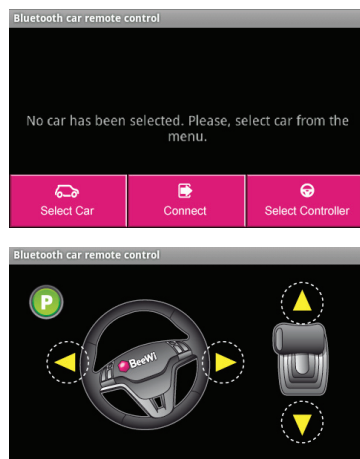 Bluetooth car remote control
No car has been selected. Please, select car from the
menu.
Select Car
Connect
Select Controller
Bluetooth car remote control
P
BeeWi